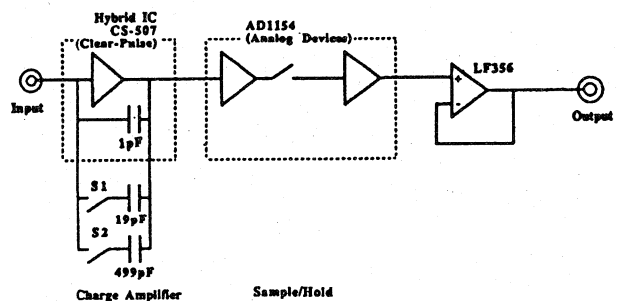 Hybrid IC
CS-507
(Clear-Pulse)
AD1154
(Analog Devices)
+
-
LF356
Input
Output
1pF
S1
19pF
S2
499pF
Charge Amplifier
Sample/Hold